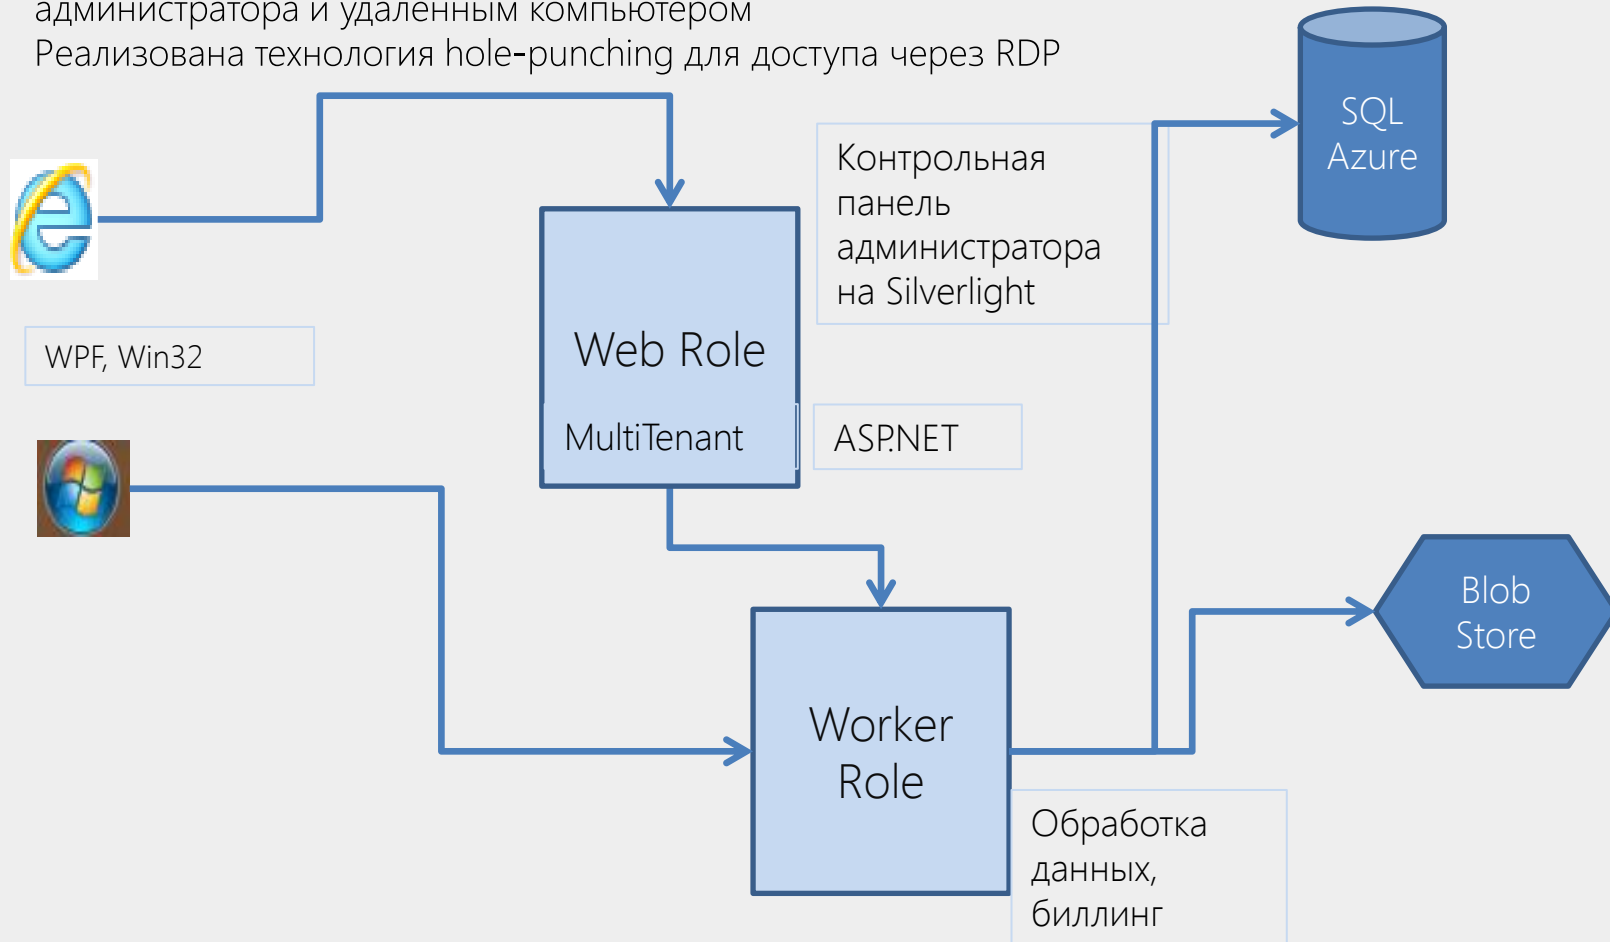 администратора и удаленным компьютером
Реализована технология hole-punching для доступа через RDP
SQL
Azure
Контрольная
панель
администратора
на Silverlight
WPF, Win32
Web Role
MultiTenant
ASP.NET
Blob
Store
Worker
Role
Обработка
данных,
биллинг